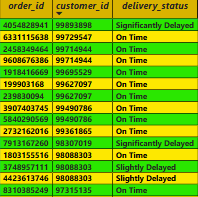 order_id customer_id delivery_status
4054828941 99893898 Significantly Delayed
6331115638 99729547 On Time
2458349464 99714944 On Time
9608676386 99714944 On Time
1918416669 99695529 On Time
199903168 99627097 On Time
239830094 99627097 On Time
3907403745 99490786 On Time
5840290569 99490786 On Time
2732162016 99361865 On Time
7913167260 98307019 Significantly Delayed
1803155516 98088303 On Time
3748957111 98088303 Slightly Delayed
4423613746 98088303 Slightly Delayed
8310385249 97315135 On Time